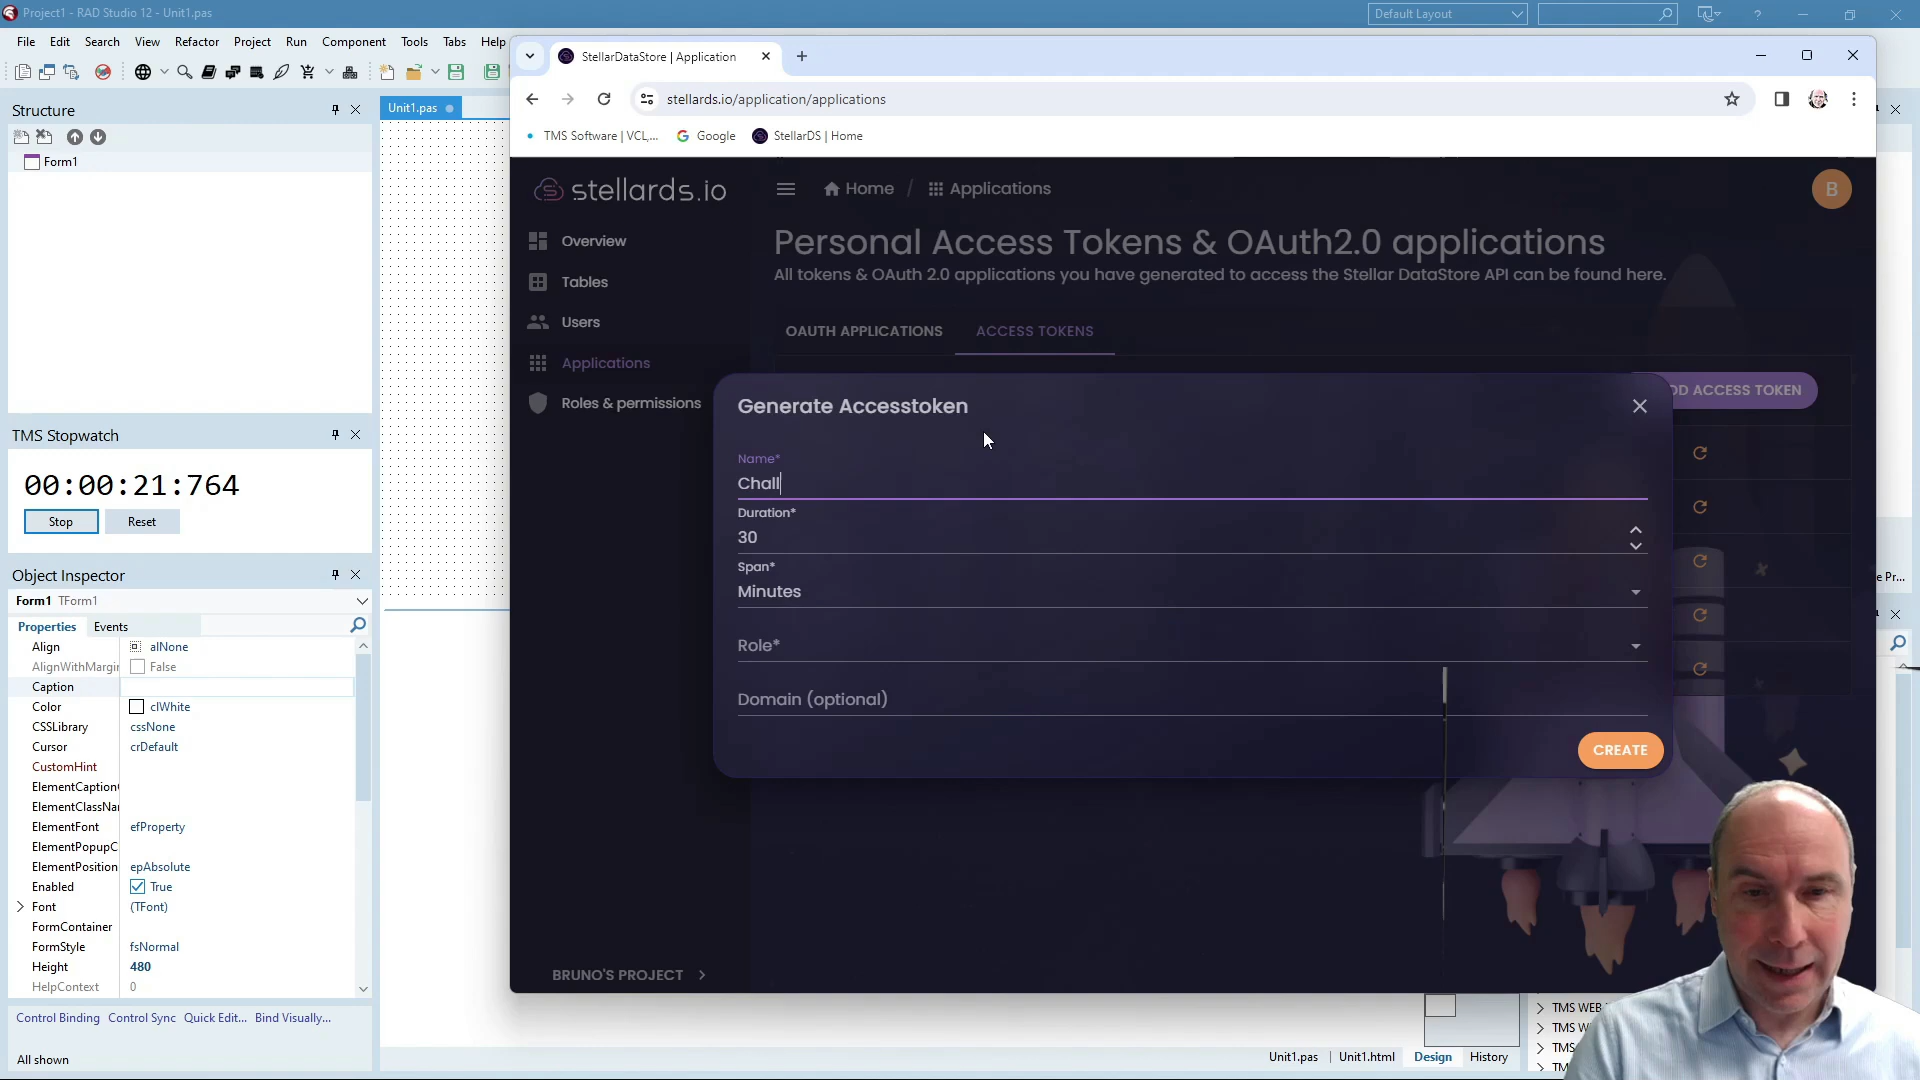 Project1 - RAD Studio 12 - Unit1.pas
Default Layout
File Edit Search View Refactor Project Run Component Tools Tabs Help
Structure
Form1
TMS Stopwatch
00:00:21:764
Stop Reset
Object Inspector
Form1 TForm1
Properties Events
Align alNone
AlignWithMargin False
Caption
Color clWhite
CSSLibrary cssNone
Cursor crDefault
CustomHint
ElementCaption
ElementClassNa
ElementFont efProperty
ElementPopupC
ElementPosition epAbsolute
Enabled True
Font (TFont)
FormContainer
FormStyle fsNormal
Height 480
HelpContext 0
Control Binding Control Sync Quick Edit... Bind Visually...
All shown
Unit1.pas
StellarDataStore | Application
stellards.io/application/applications
TMS Software | VCL,... Google StellarDS | Home
stellards.io
Home / Applications
B
Overview
Tables
Users
Applications
Roles & permissions
BRUNO'S PROJECT
Personal Access Tokens & OAuth2.0 applications
All tokens & OAuth 2.0 applications you have generated to access the Stellar DataStore API can be found here.
OAUTH APPLICATIONS ACCESS TOKENS
DD ACCESS TOKEN
Generate Accesstoken
Name*
Chall
Duration*
30
Span*
Minutes
Role*
Domain (optional)
CREATE
e Pr...
TMS WEB
TMS W
TMS
TM
Unit1.pas Unit1.html Design History